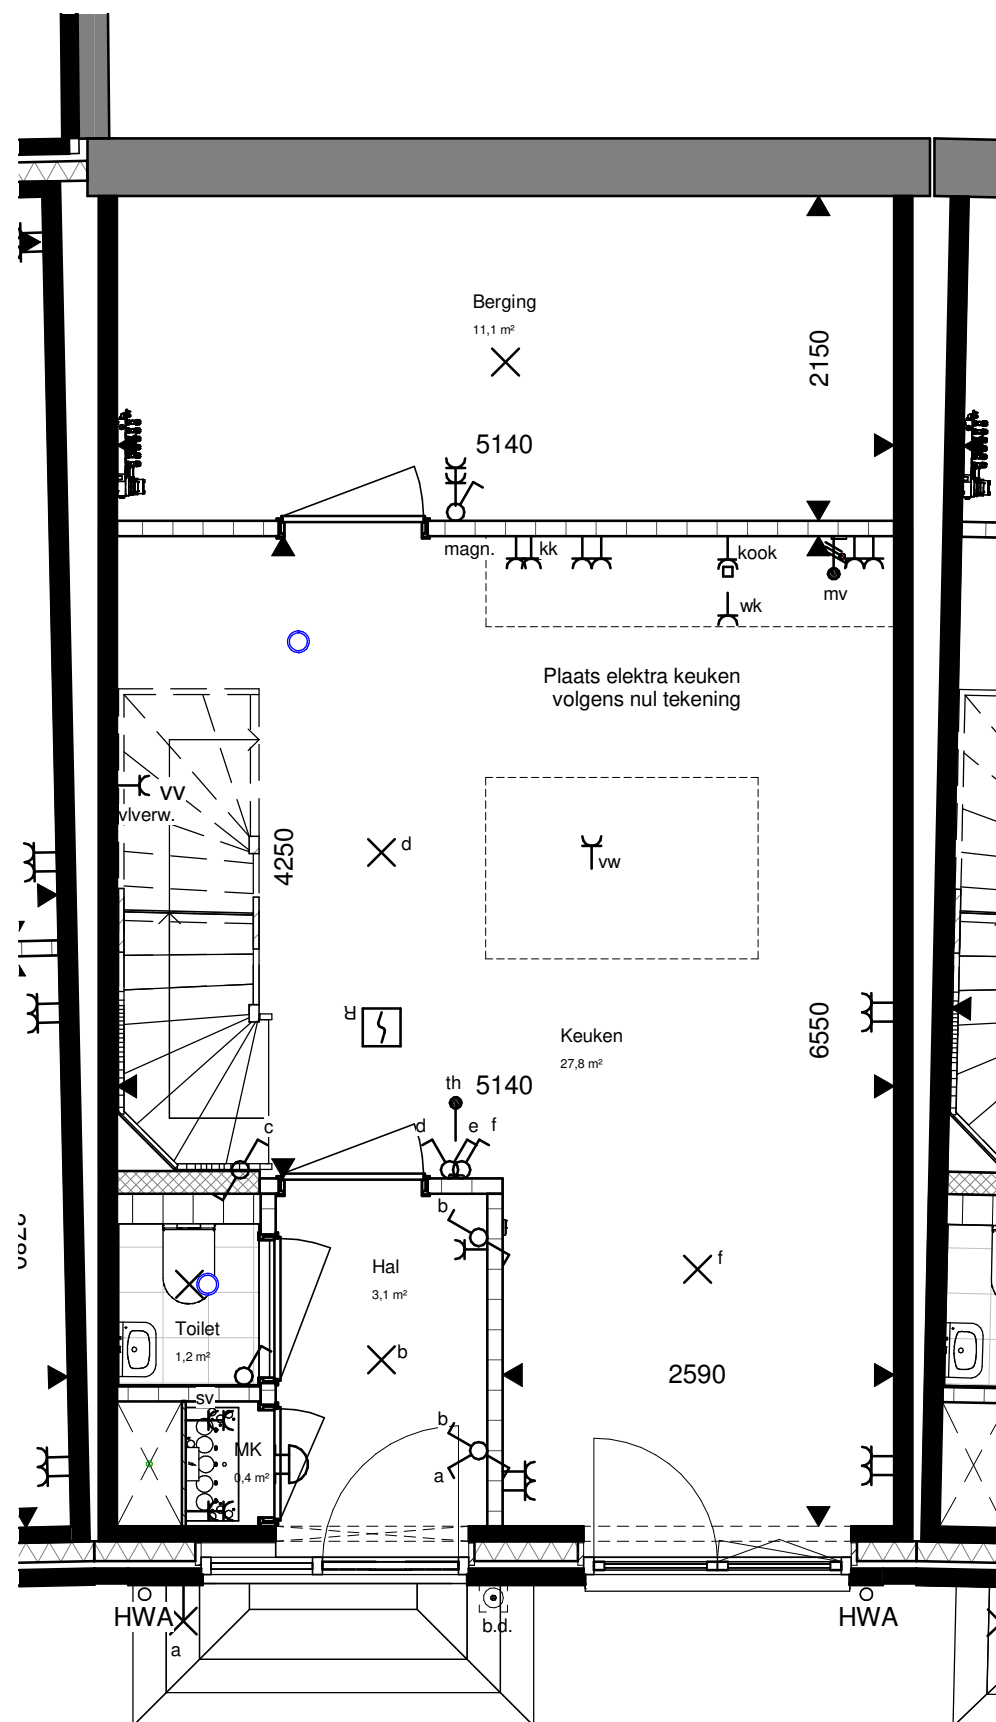 Berging
11,1 m²
2150
5140
magn.
kk
kook
wk
mv
Plaats elektra keuken
volgens nul tekening
vv
vlverw.
4250
d
vw
R
Keuken
27,8 m²
6550
th
5140
c
d
e
f
b
Hal
3,1 m²
f
Toilet
1,2 m²
b
2590
sv
MK
0,4 m²
b
a
HWA
a
b.d.
HWA